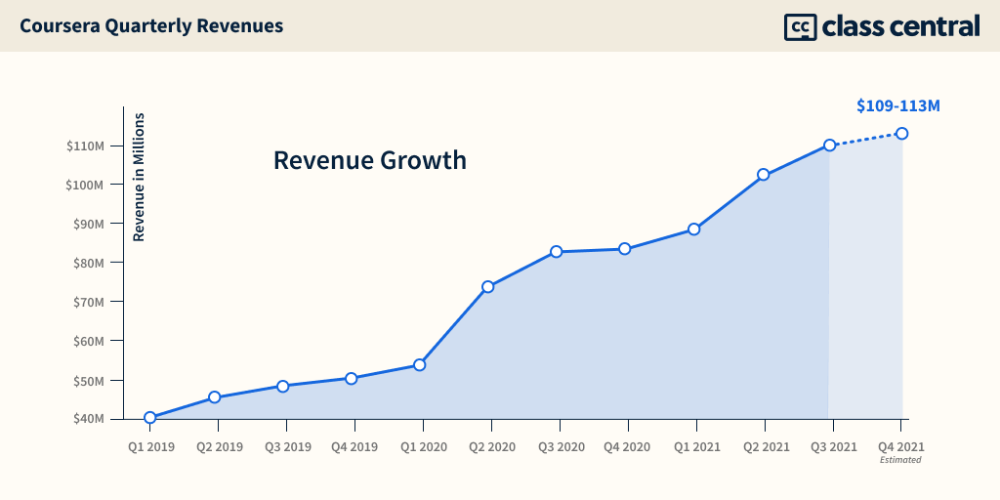 Coursera Quarterly Revenues
cc class central
$109-113M
Revenue Growth
Revenue in Millions
$110M
$100M
$90M
$80M
$70M
$60M
$50M
$40M
Q1 2019 Q2 2019 Q3 2019 Q4 2019 Q1 2020 Q2 2020 Q3 2020 Q4 2020 Q1 2021 Q2 2021 Q3 2021 Q4 2021
Estimated